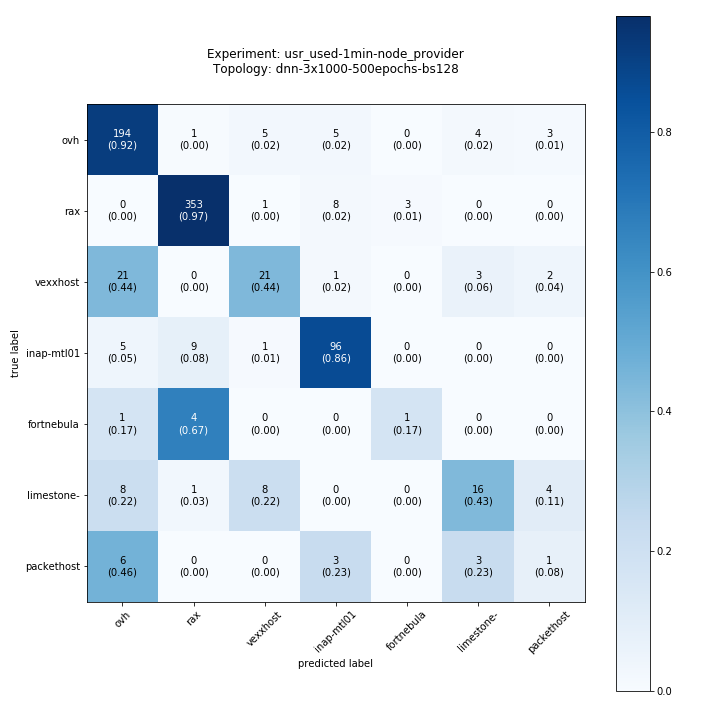 Experiment: usr_used-1min-node_provider
Topology: dnn-3x1000-500epochs-bs128
true label
ovh
194 1 5 5 0 4 3
(0.92) (0.00) (0.02) (0.02) (0.00) (0.02) (0.01)
rax
0 353 1 8 3 0 0
(0.00) (0.97) (0.00) (0.02) (0.01) (0.00) (0.00)
vexxhost
21 0 21 1 0 3 2
(0.44) (0.00) (0.44) (0.02) (0.00) (0.06) (0.04)
inap-mtl01
5 9 1 96 0 0 0
(0.05) (0.08) (0.01) (0.86) (0.00) (0.00) (0.00)
fortnebula
1 4 0 0 1 0 0
(0.17) (0.67) (0.00) (0.00) (0.17) (0.00) (0.00)
limestone-
8 1 8 0 0 16 4
(0.22) (0.03) (0.22) (0.00) (0.00) (0.43) (0.11)
packethost
6 0 0 3 0 3 1
(0.46) (0.00) (0.00) (0.23) (0.00) (0.23) (0.08)
ovh rax vexxhost inap-mtl01 fortnebula limestone- packethost
predicted label
0.8
0.6
0.4
0.2
0.0